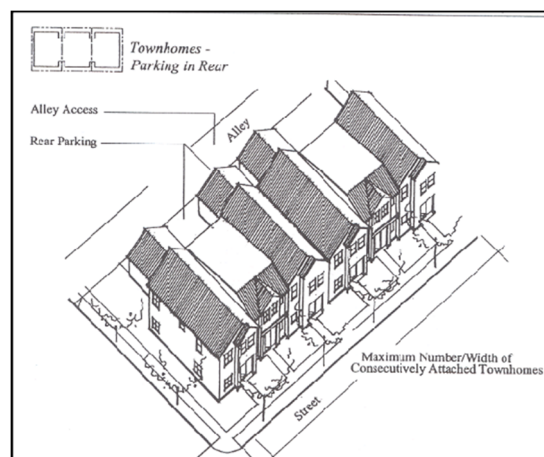 Townhomes -
Parking in Rear
Alley Access
Alley
Rear Parking
Maximum Number/Width of
Consecutively Attached Townhomes
Street